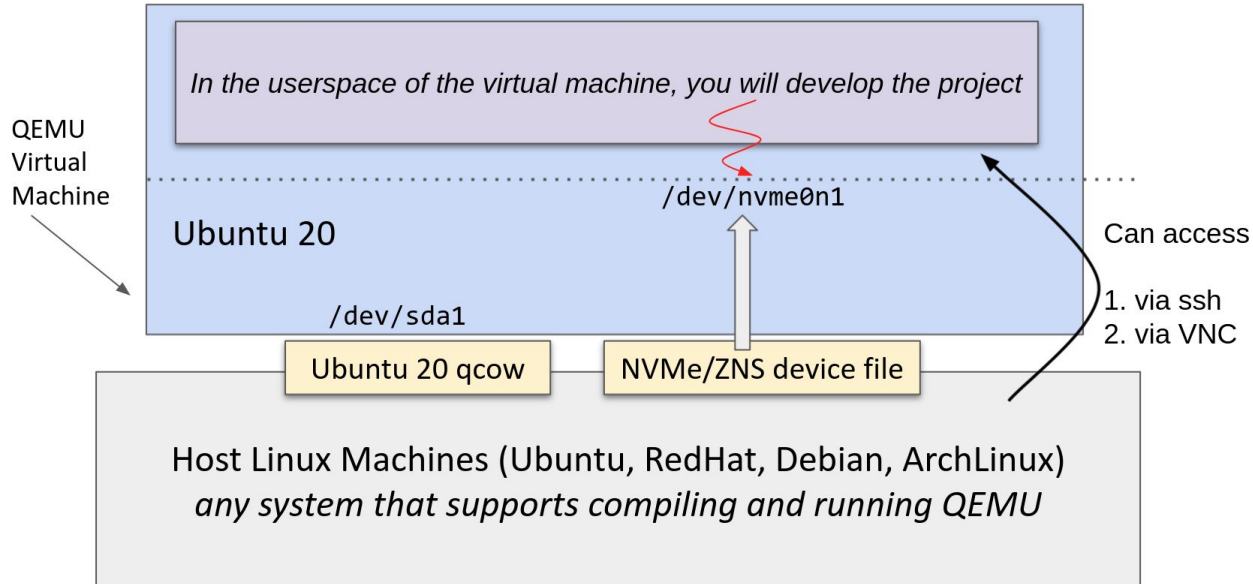 In the userspace of the virtual machine, you will develop the project
QEMU
Virtual
Machine
/dev/nvme0n1
Ubuntu 20
Can access
1. via ssh
2. via VNC
/dev/sda1
Ubuntu 20 qcow
NVMe/ZNS device file
Host Linux Machines (Ubuntu, RedHat, Debian, ArchLinux)
any system that supports compiling and running QEMU